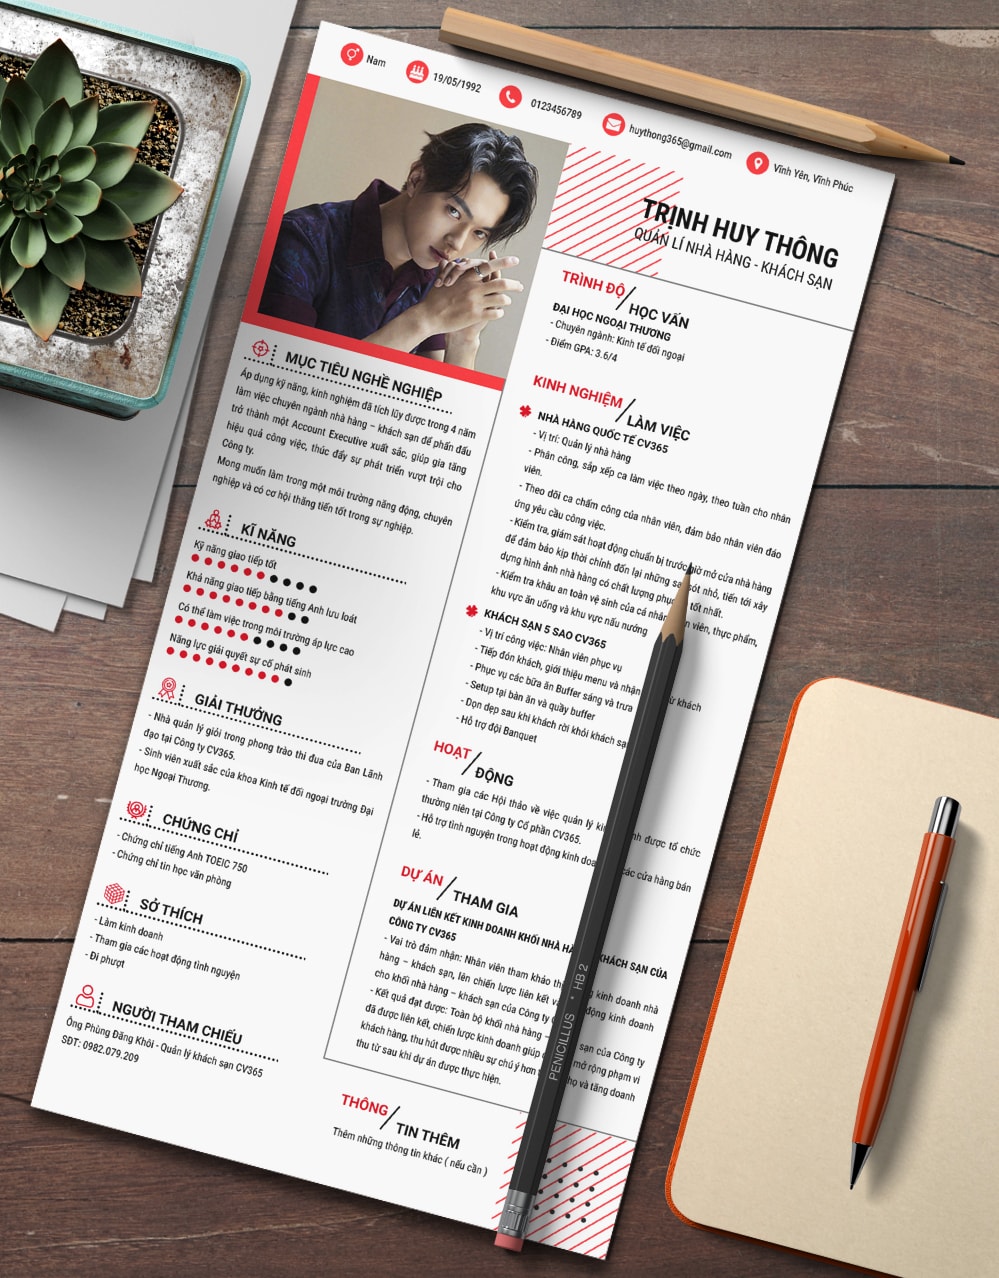 Nam
19/05/1992
0123456789
huythong365@gmail.com
Vĩnh Yên, Vĩnh Phúc
TRỊNH HUY THÔNG
QUẢN LÍ NHÀ HÀNG - KHÁCH SẠN
MỤC TIÊU NGHỀ NGHIỆP
Áp dụng kỹ năng, kinh nghiệm đã tích lũy được trong 4 năm
làm việc chuyên ngành nhà hàng – khách sạn để phấn đấu
trở thành một Account Executive xuất sắc, giúp gia tăng
hiệu quả công việc, thúc đẩy sự phát triển vượt trội cho
Công ty.
Mong muốn làm trong một môi trường năng động, chuyên
nghiệp và có cơ hội thăng tiến tốt trong sự nghiệp.
KĨ NĂNG
Kỹ năng giao tiếp tốt
Khả năng giao tiếp bằng tiếng Anh lưu loát
Có thể làm việc trong môi trường áp lực cao
Năng lực giải quyết sự cố phát sinh
GIẢI THƯỞNG
- Nhà quản lý giỏi trong phong trào thi đua của Ban Lãnh
đạo tại Công ty CV365.
- Sinh viên xuất sắc của khoa Kinh tế đối ngoại trường Đại
học Ngoại Thương.
CHỨNG CHỈ
- Chứng chỉ tiếng Anh TOEIC 750
- Chứng chỉ tin học văn phòng
SỞ THÍCH
- Làm kinh doanh
- Tham gia các hoạt động tình nguyện
- Đi phượt
NGƯỜI THAM CHIẾU
Ông Phùng Đăng Khôi - Quản lý khách sạn CV365
SĐT: 0982.079.209
TRÌNH ĐỘ/HỌC VẤN
ĐẠI HỌC NGOẠI THƯƠNG
- Chuyên ngành: Kinh tế đối ngoại
- Điểm GPA: 3.6/4
KINH NGHIỆM/LÀM VIỆC
NHÀ HÀNG QUỐC TẾ CV365
- Vị trí: Quản lý nhà hàng
- Phân công, sắp xếp ca làm việc theo ngày, theo tuần cho nhân
viên.
- Theo dõi ca chấm công của nhân viên, đảm bảo nhân viên đáo
ứng yêu cầu công việc.
- Kiểm tra, giám sát hoạt động chuẩn bị trước giờ mở cửa nhà hàng
để đảm bảo kịp thời chỉnh đốn lại những sai sót nhỏ, tiến tới xây
dựng hình ảnh nhà hàng có chất lượng phục tốt nhất.
- Kiểm tra khâu an toàn vệ sinh của cá nhân viên, thực phẩm,
khu vực ăn uống và khu vực nấu nướng
KHÁCH SẠN 5 SAO CV365
- Vị trí công việc: Nhân viên phục vụ
- Tiếp đón khách, giới thiệu menu và nhận từ khách
- Phục vụ các bữa ăn Buffer sáng và trưa
- Setup tại bàn ăn và quầy buffer
- Dọn dẹp sau khi khách rời khỏi khách sạn
- Hỗ trợ đội Banquet
HOẠT/ĐỘNG
- Tham gia các Hội thảo về việc quản lý được tổ chức
thường niên tại Công ty Cổ phần CV365.
- Hỗ trợ tình nguyện trong hoạt động kinh các cửa hàng bán
lẻ.
DỰ ÁN/THAM GIA
DỰ ÁN LIÊN KẾT KINH DOANH KHỐI NHÀ KHÁCH SẠN CỦA
CÔNG TY CV365
- Vai trò đảm nhận: Nhân viên tham khảo kinh doanh nhà
hàng – khách sạn, lên chiến lược liên kết động kinh doanh
cho khối nhà hàng – khách sạn của Công ty
- Kết quả đạt được: Toàn bộ khối nhà hàng – sạn của Công ty
đã được liên kết, chiến lược kinh doanh giúp mở rộng phạm vi
khách hàng, thu hút được nhiều sự chú ý hơn họ và tăng doanh
thu từ sau khi dự án được thực hiện.
THÔNG/TIN THÊM
Thêm những thông tin khác ( nếu cần )
PENICILLUS * HB 2